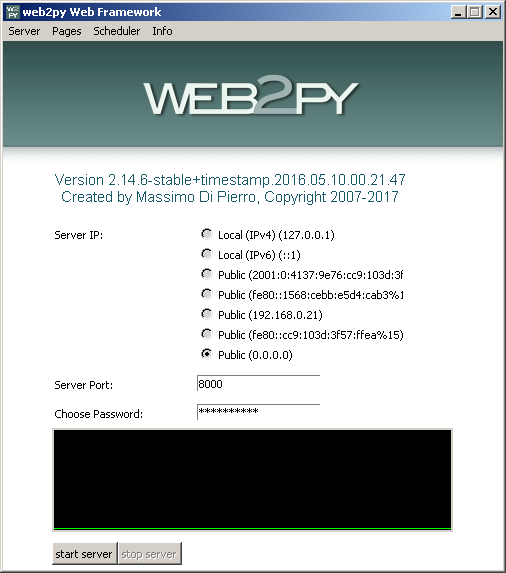 web2py Web Framework
Server Pages Scheduler Info
WEB2PY
Version 2.14.6-stable+timestamp.2016.05.10.00.21.47
Created by Massimo Di Pierro, Copyright 2007-2017
Server IP:
Local (IPv4) (127.0.0.1)
Local (IPv6) (::1)
Public (2001:0:4137:9e76:cc9:103d:3f
Public (fe80::1568:cebb:e5d4:cab3%1
Public (192.168.0.21)
Public (fe80::cc9:103d:3f57:ffea%15)
Public (0.0.0.0)
Server Port: 8000
Choose Password: **********
start server stop server